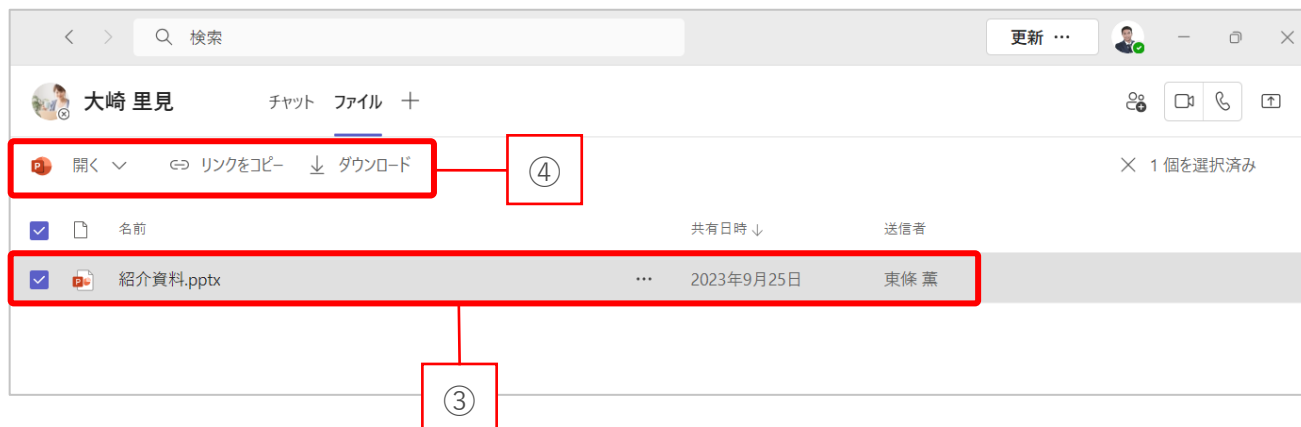 検索
更新 …
大崎 里見 チャット ファイル
開く リンクをコピー ダウンロード ④ 1 個を選択済み
名前 共有日時↓ 送信者
紹介資料.pptx … 2023年9月25日 東條 薫
③